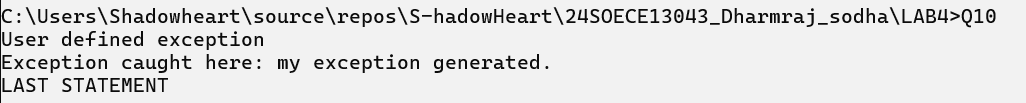 C:\Users\Shadowheart\source\repos\S-hadowHeart\24SOECE13043_Dharmraj_sodha\LAB4>Q10
User defined exception
Exception caught here: my exception generated.
LAST STATEMENT